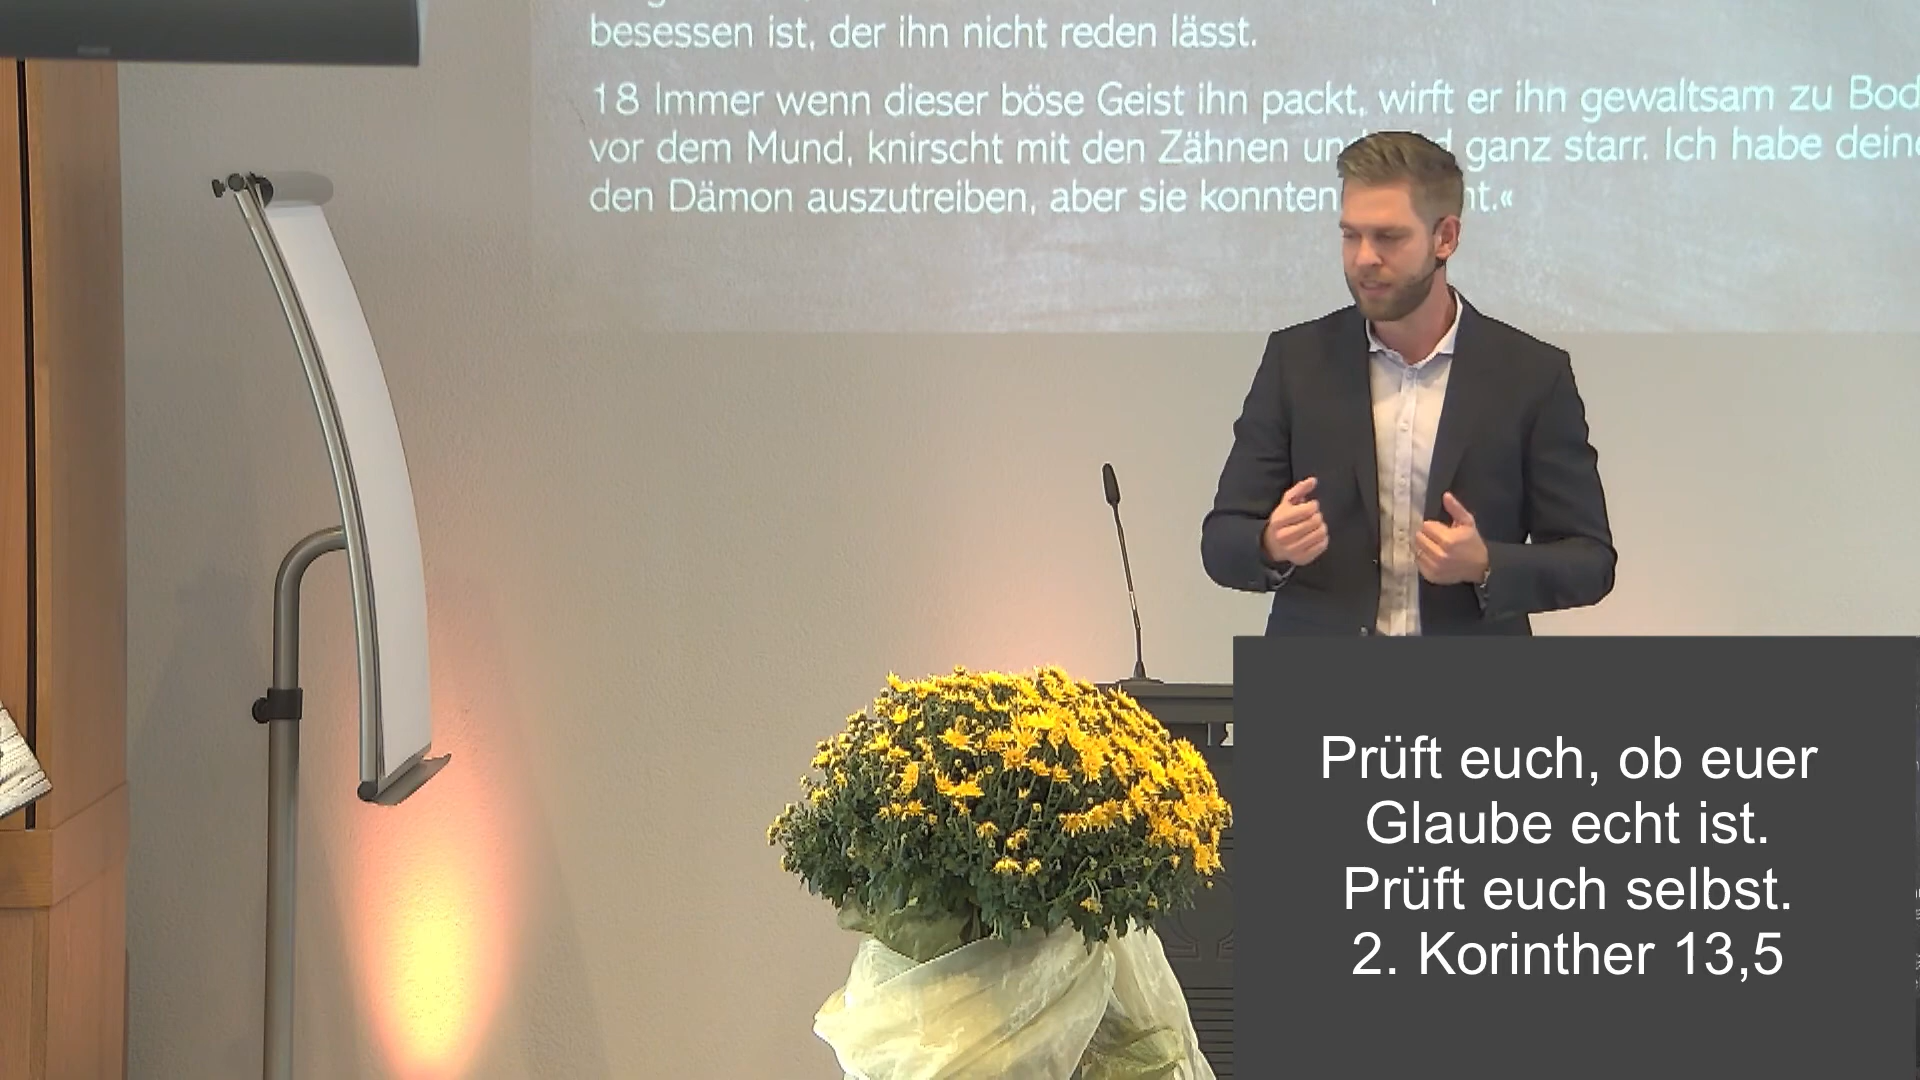 besessen ist, der ihn nicht reden lässt.
18 Immer wenn dieser böse Geist ihn packt, wirft er ihn gewaltsam zu Bod
vor dem Mund, knirscht mit den Zähnen ganz starr. Ich habe deine
den Dämon auszutreiben, aber sie konnten
Prüft euch, ob euer
Glaube echt ist.
Prüft euch selbst.
2. Korinther 13,5